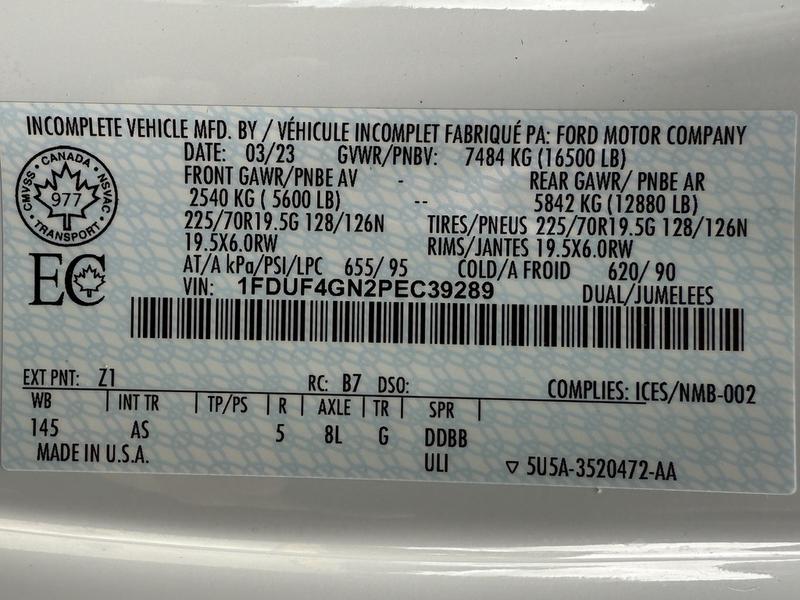 INCOMPLETE VEHICLE MFD. BY / VÉHICULE INCOMPLET FABRIQUÉ PA: FORD MOTOR COMPANY
DATE: 03/23 GVWR/PNBV: 7484 KG (16500 LB)
FRONT GAWR/PNBE AV - REAR GAWR/ PNBE AR
2540 KG ( 5600 LB) -- 5842 KG (12880 LB)
225/70R19.5G 128/126N TIRES/PNEUS 225/70R19.5G 128/126N
19.5X6.0RW RIMS/JANTES 19.5X6.0RW
AT/A kPa/PSI/LPC 655/ 95 COLD/A FROID 620/ 90
VIN: 1FDUF4GN2PEC39289 DUAL/JUMELEES
CMVSS • CANADA • NSVAC • TRANSPORT •
977
EC
EXT PNT: Z1 RC: B7 DSO: COMPLIES: ICES/NMB-002
WB | INT TR | TP/PS | R | AXLE | TR | SPR |
145 AS 5 8L G DDBB
MADE IN U.S.A. ULI ▽ 5U5A-3520472-AA